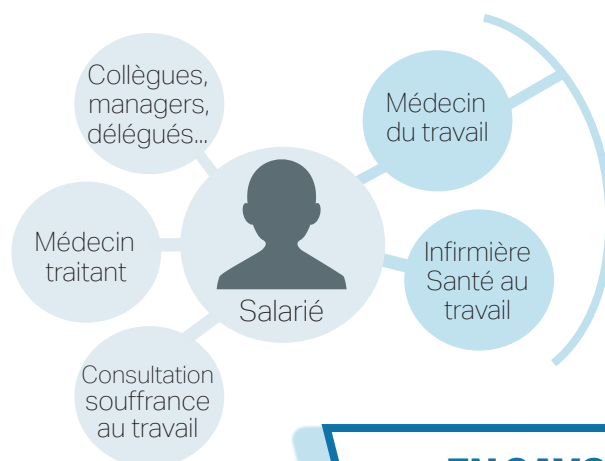 Collègues,
managers,
délégués...
Médecin
du travail
Médecin
traitant
Salarié
Infirmière
Santé au
travail
Consultation
souffrance
au travail